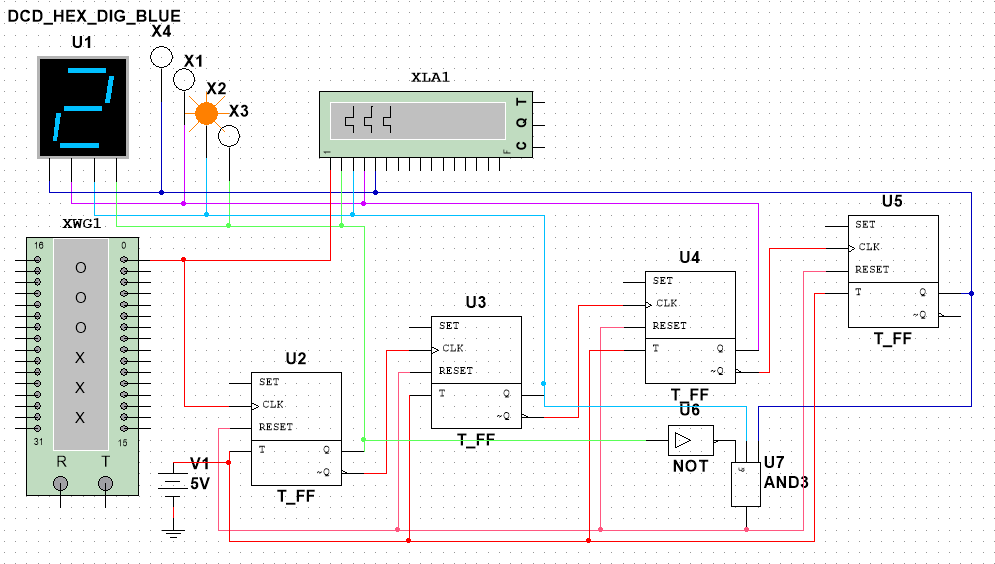 DCD_HEX_DIG_BLUE
X4
U1
X1
X2
X3
2
XLA1
1
F
C Q T
XWG1
16
0
O
O
O
X
X
X
31
15
R
T
V1
5V
U2
SET
CLK
RESET
T
Q
~Q
T_FF
U3
SET
CLK
RESET
T
Q
~Q
T_FF
U4
SET
CLK
RESET
T
Q
~Q
T_FF
U5
SET
CLK
RESET
T
Q
~Q
T_FF
U6
NOT
U7
AND3